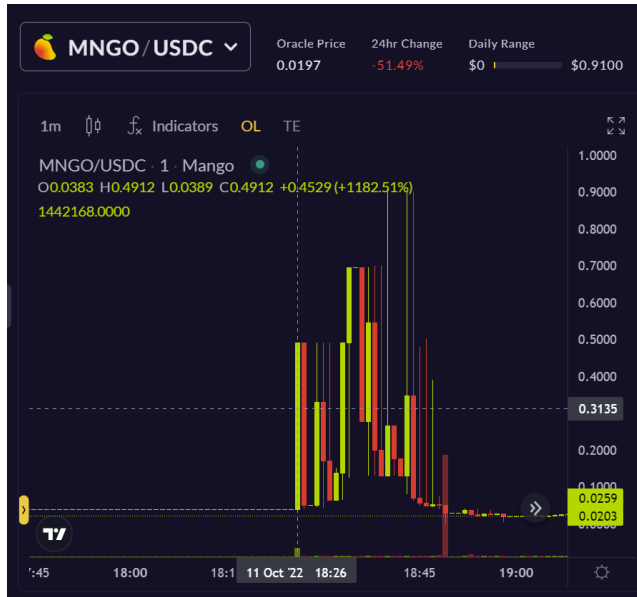 MNGO/USDC
Oracle Price 24hr Change Daily Range
0.0197 -51.49% $0 $0.9100
1m fx Indicators OL TE
MNGO/USDC · 1 · Mango
O0.0383 H0.4912 L0.0389 C0.4912 +0.4529 (+1182.51%)
1442168.0000
1.0000
0.9000
0.8000
0.7000
0.6000
0.5000
0.4000
0.3135
0.2000
0.1000
0.0259
0.0203
0.0000
18:00 11 Oct '22 18:26 18:45 19:00